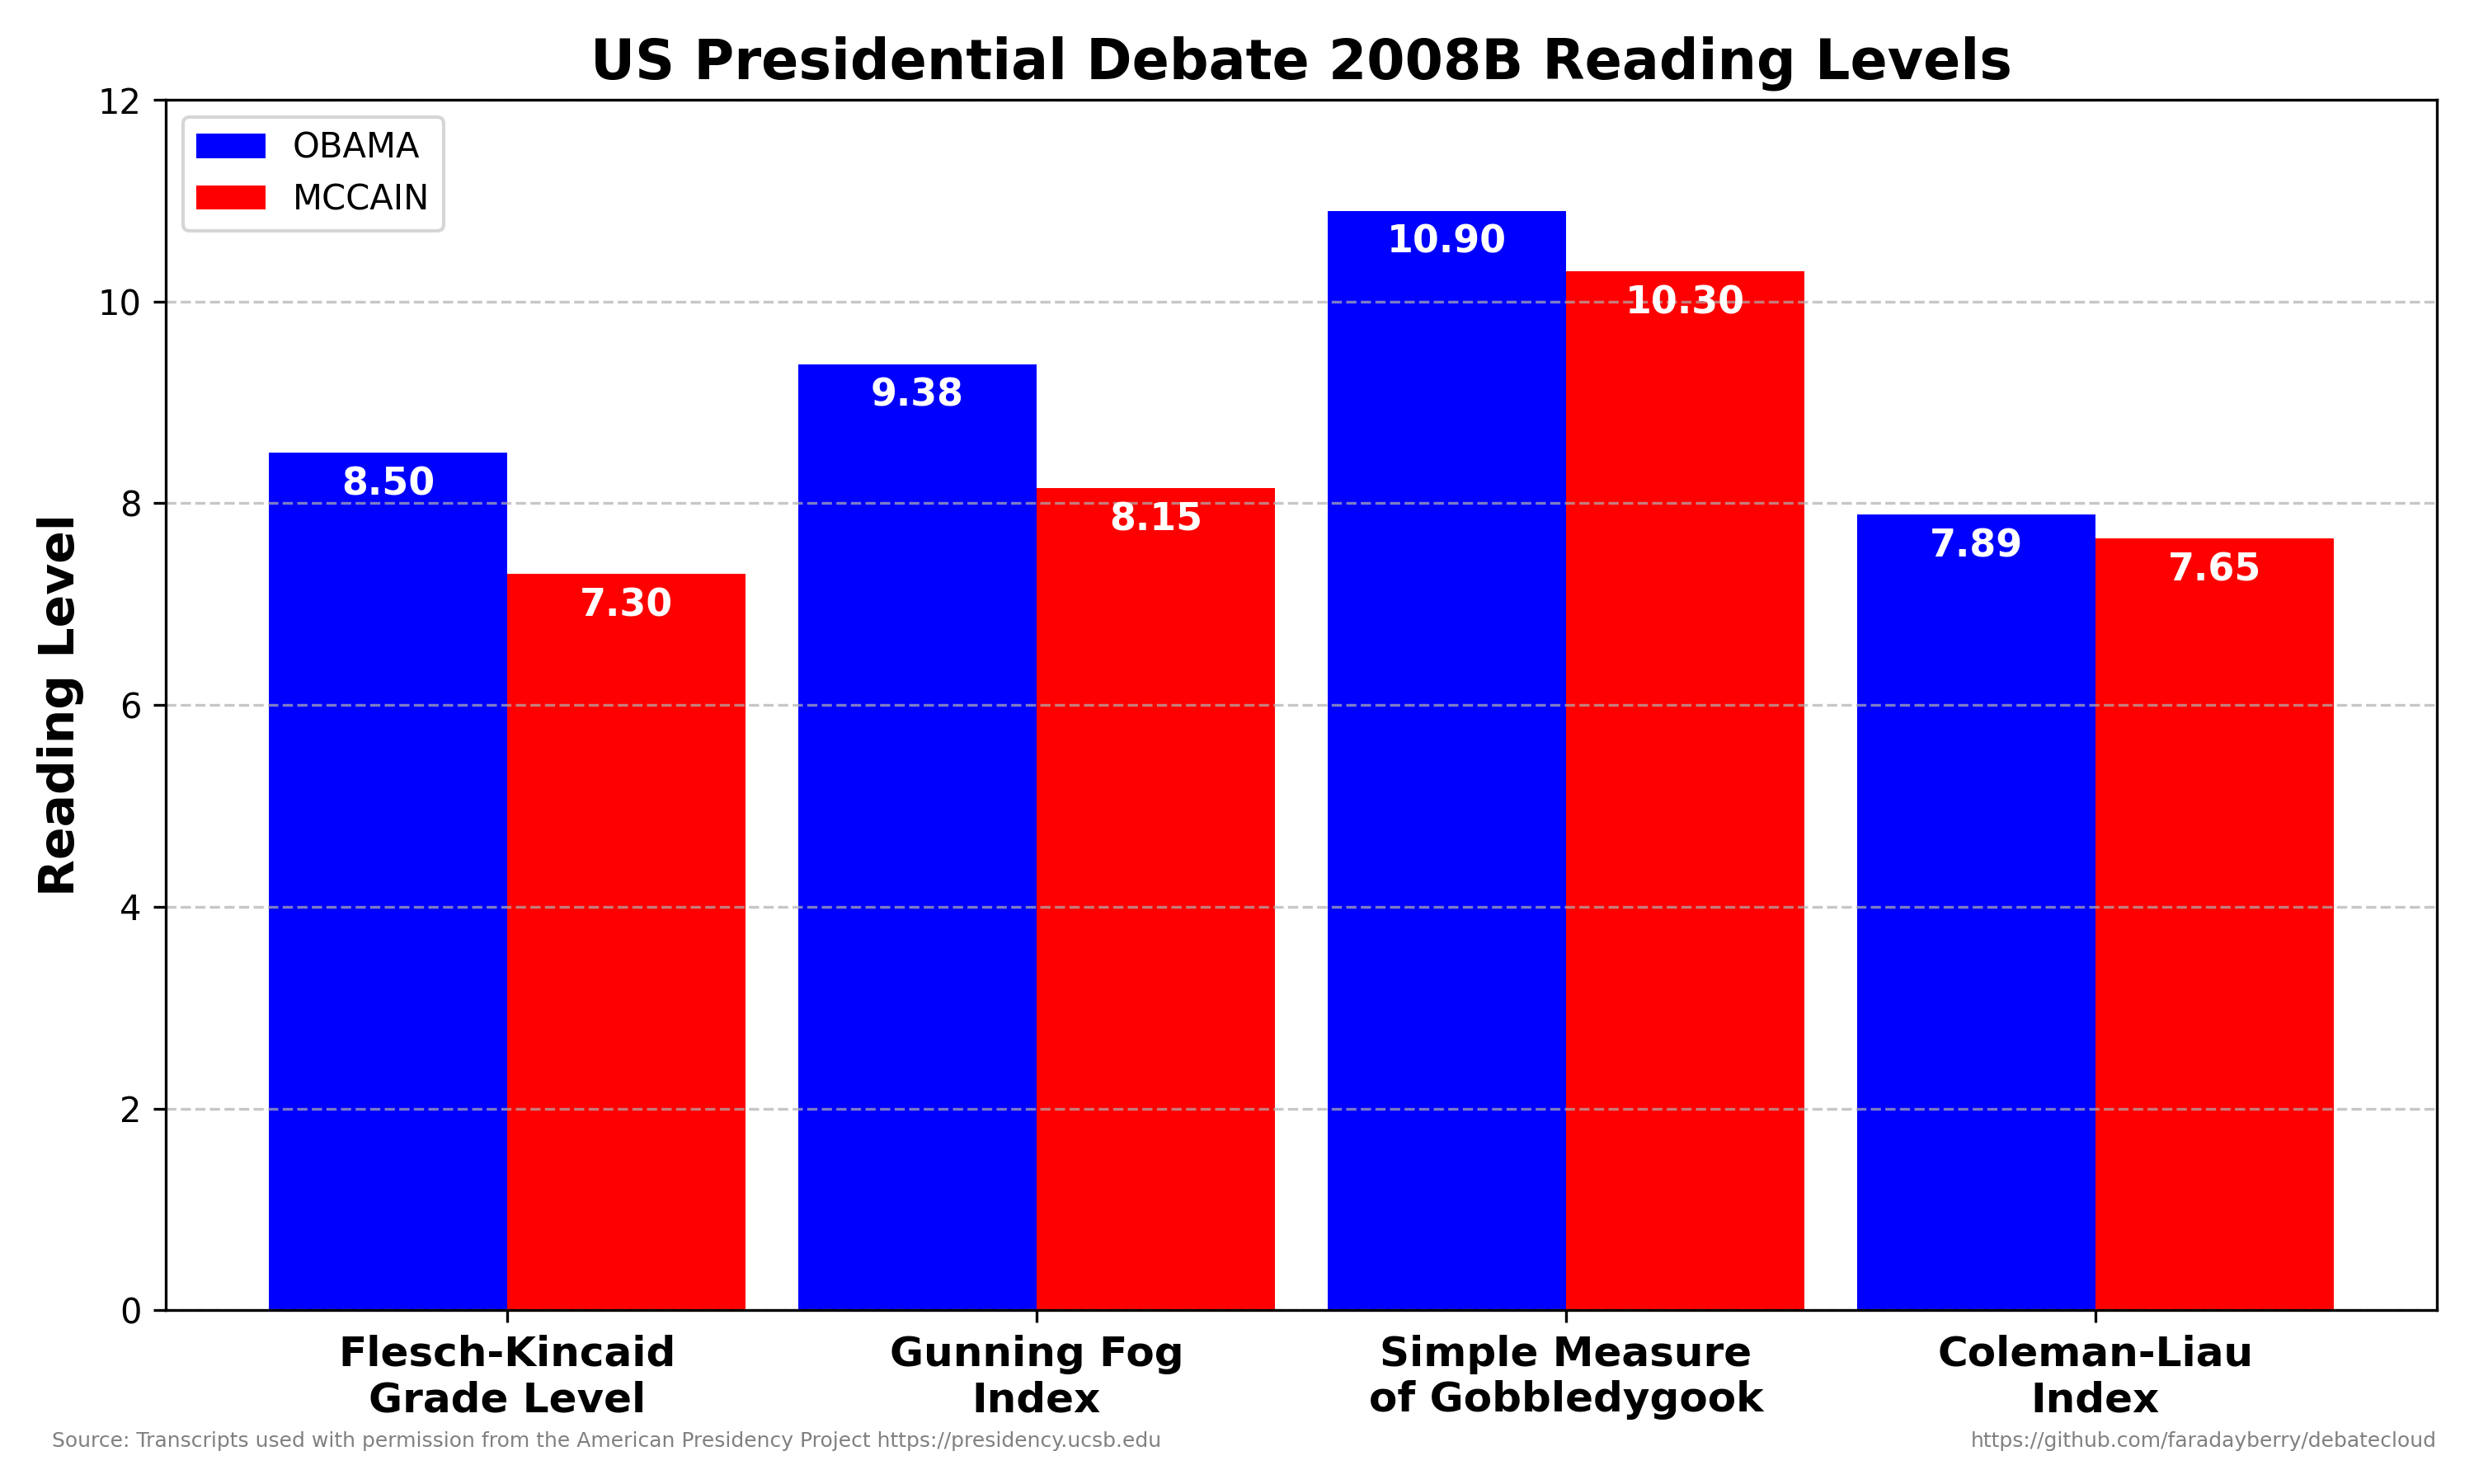 US Presidential Debate 2008B Reading Levels
12
10
8
6
4
2
0
Reading Level
OBAMA
MCCAIN
8.50
7.30
9.38
8.15
10.90
10.30
7.89
7.65
Flesch-Kincaid
Grade Level
Gunning Fog
Index
Simple Measure
of Gobbledygook
Coleman-Liau
Index
Source: Transcripts used with permission from the American Presidency Project https://presidency.ucsb.edu
https://github.com/faradayberry/debatecloud